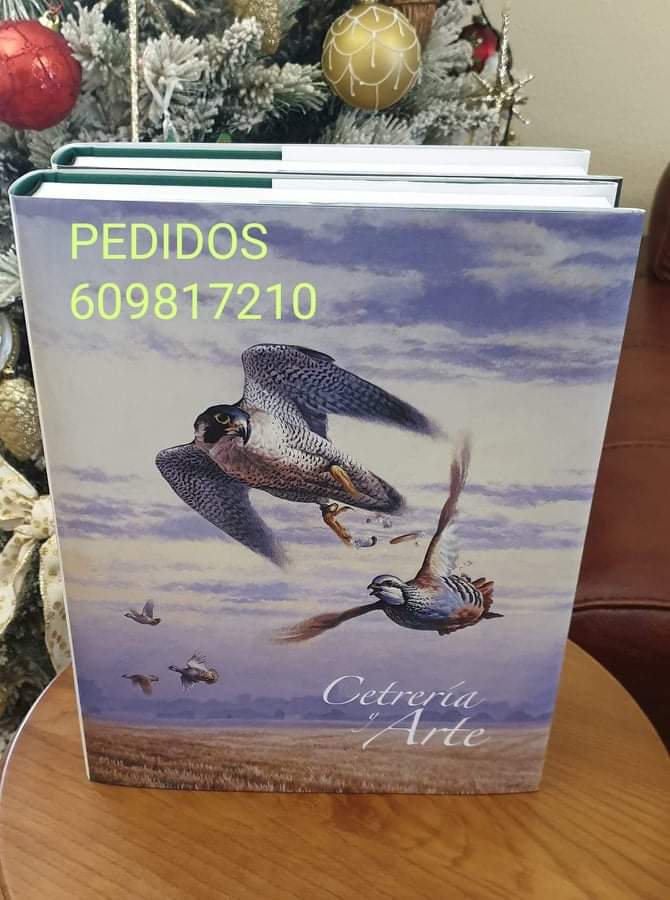 PEDIDOS
609817210
Cetrería
y
Arte